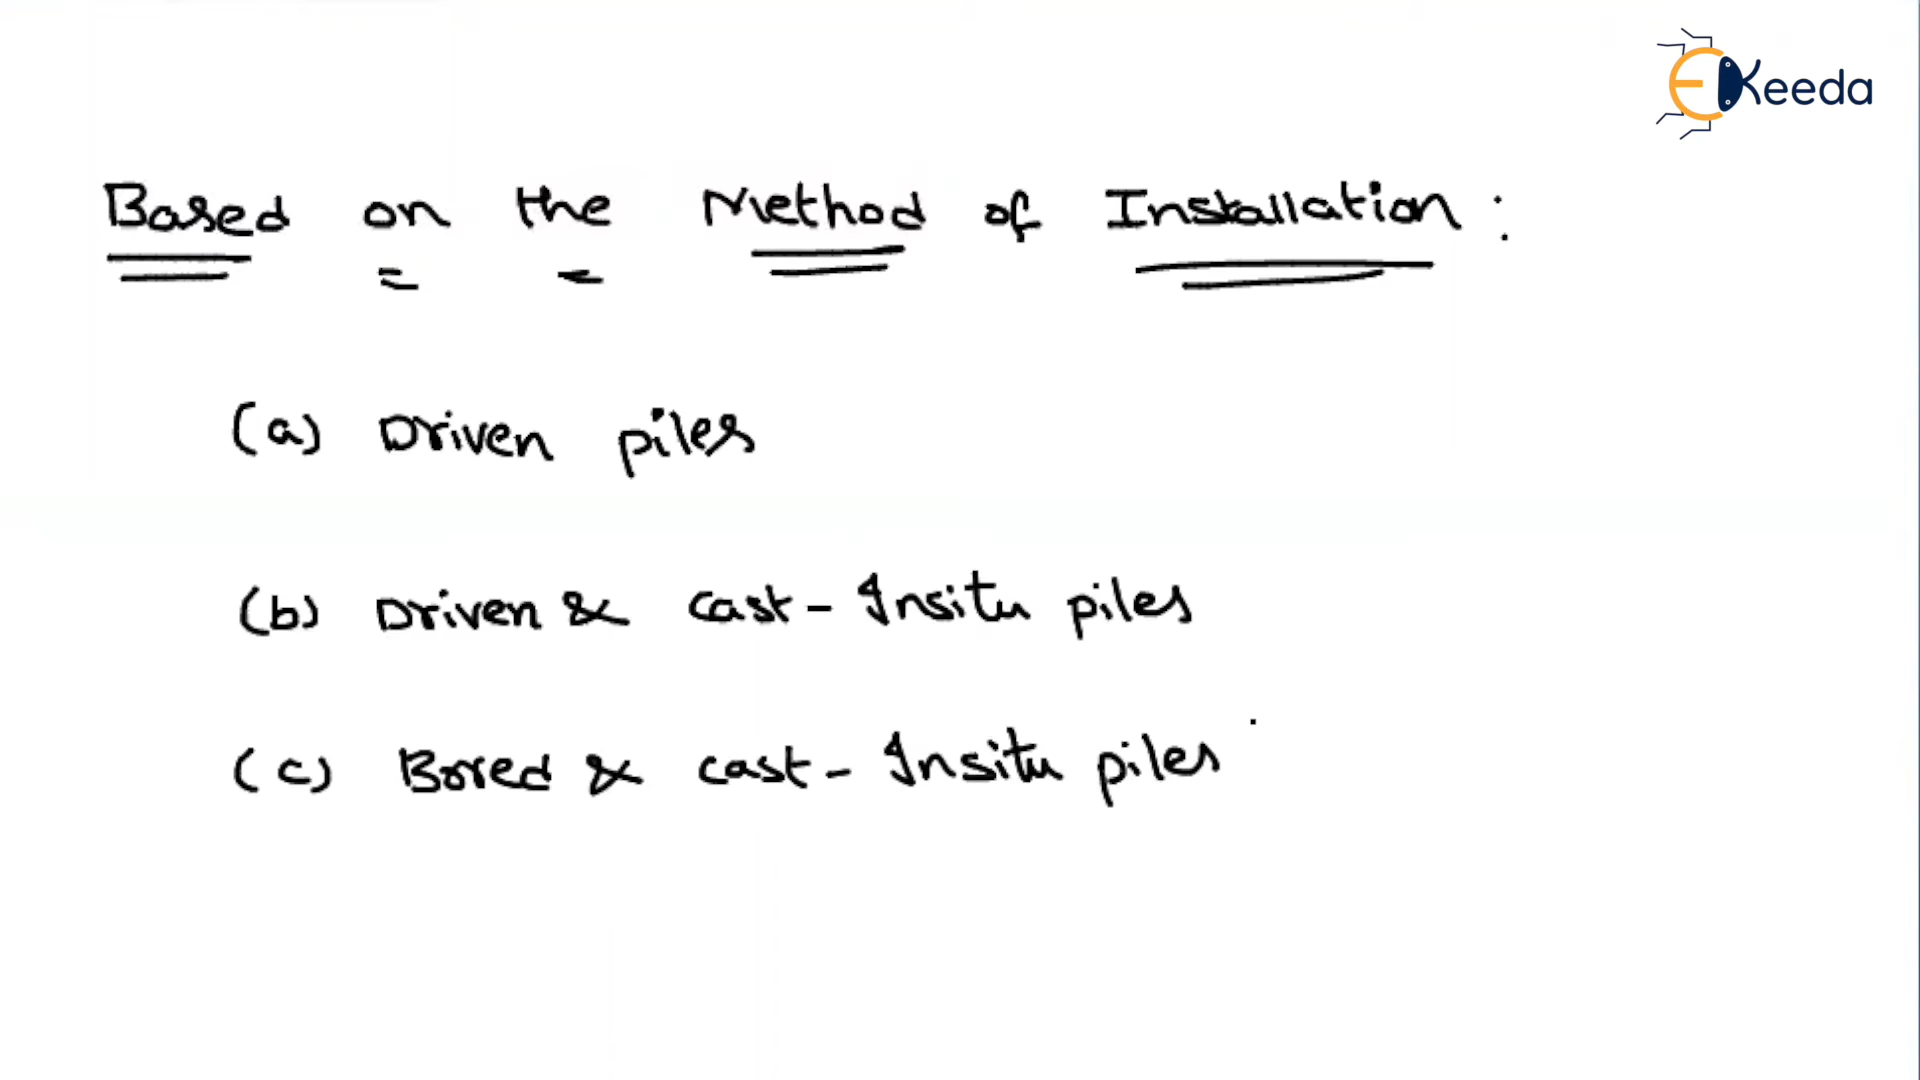 EKeeda
Based on the Method of Installation:
(a) Driven piles
(b) Driven & cast-Insitu piles
(c) Bored & cast-Insitu piles